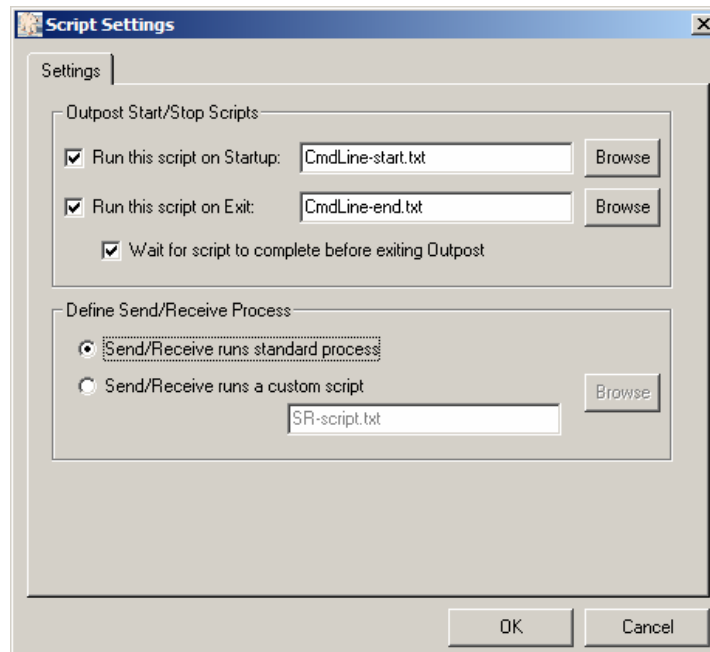 Script Settings
Settings
Outpost Start/Stop Scripts
Run this script on Startup: CmdLine-start.txt Browse
Run this script on Exit: CmdLine-end.txt Browse
Wait for script to complete before exiting Outpost
Define Send/Receive Process
Send/Receive runs standard process
Send/Receive runs a custom script Browse
SR-script.txt
OK Cancel